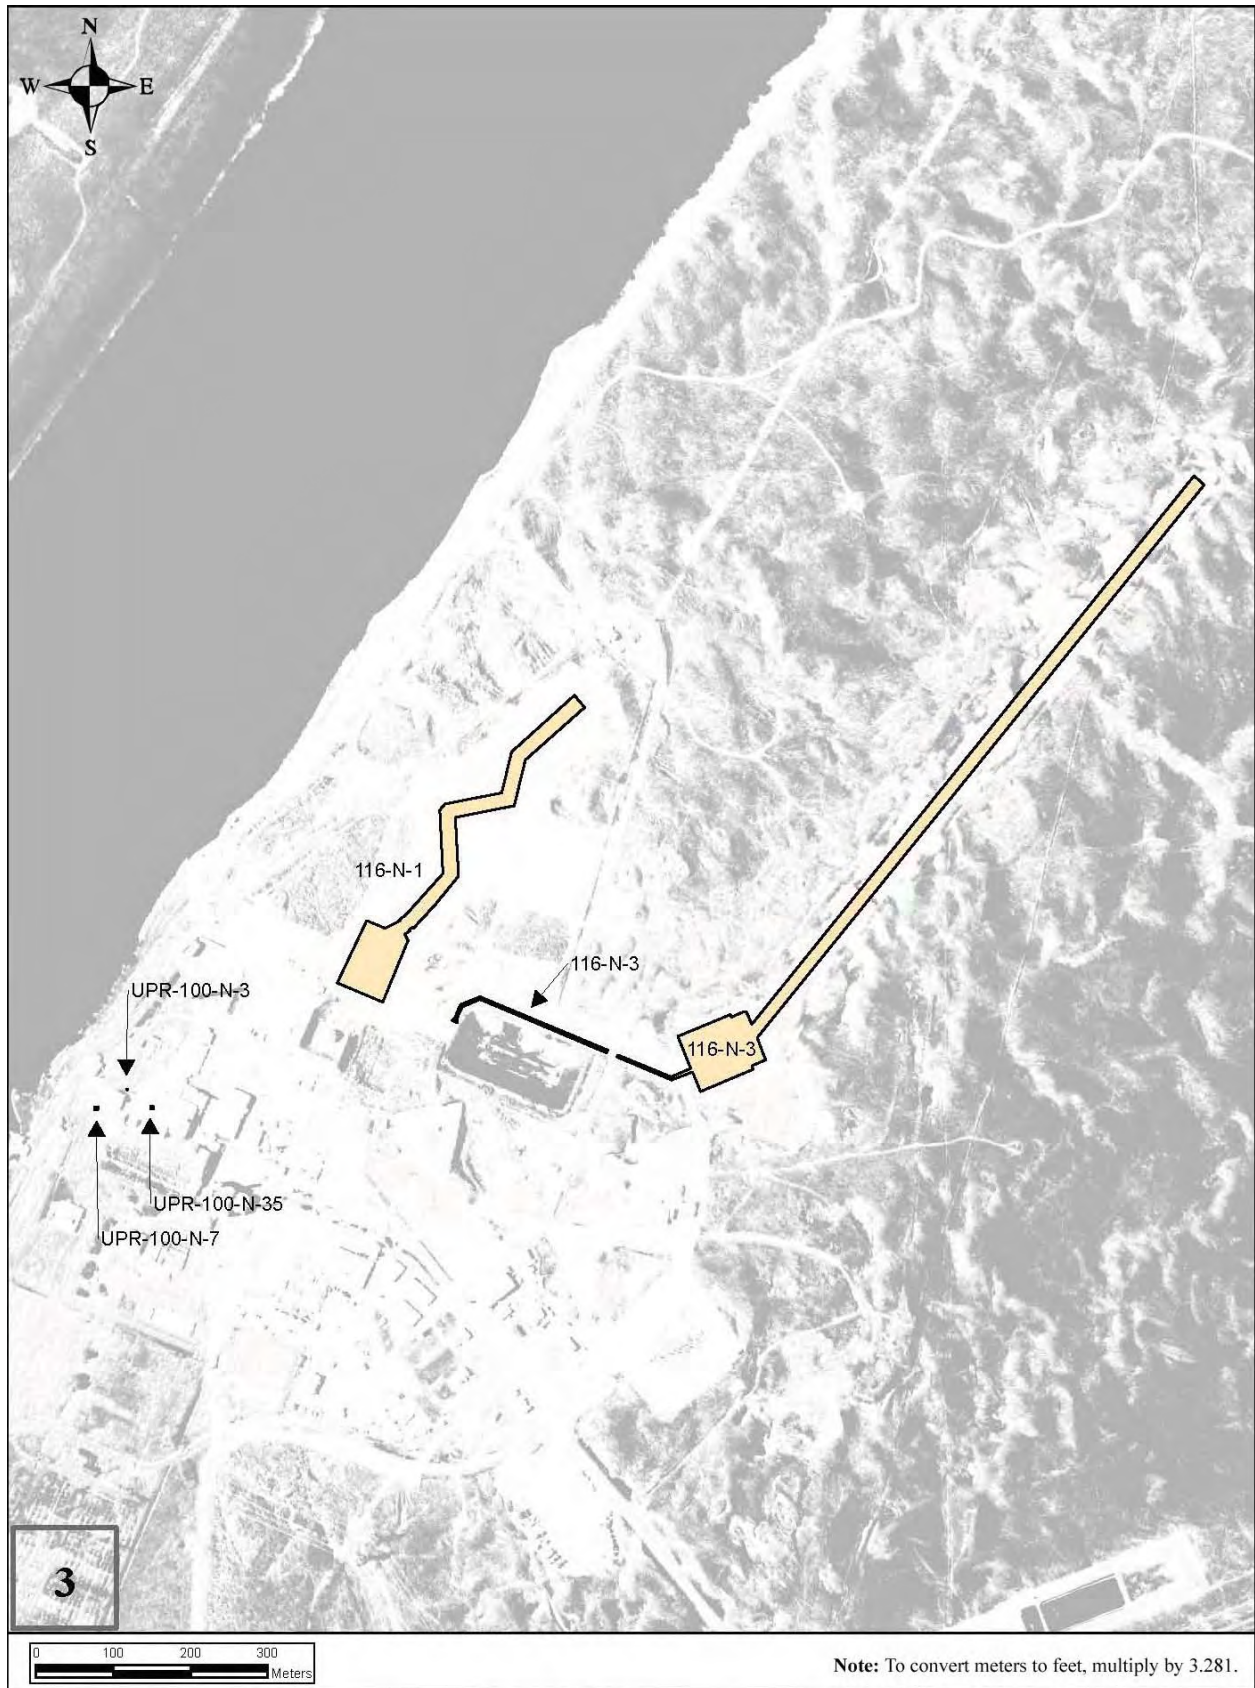 N
W E
S
116-N-1
116-N-3
UPR-100-N-3
116-N-3
UPR-100-N-35
UPR-100-N-7
3
0 100 200 300
Meters
Note: To convert meters to feet, multiply by 3.281.